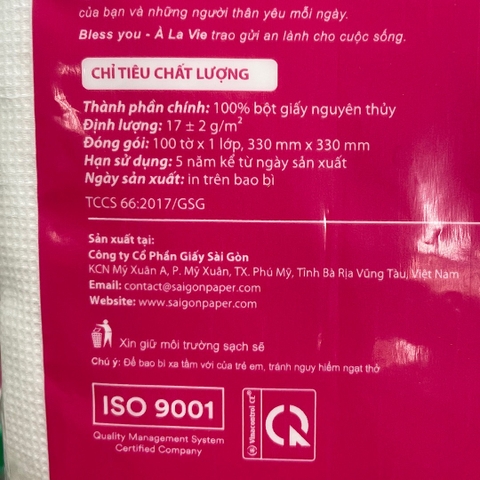 của bạn và những người thân yêu mỗi ngày.
Bless you - À La Vie trao gửi an lành cho cuộc sống.
CHỈ TIÊU CHẤT LƯỢNG
Thành phần chính: 100% bột giấy nguyên thủy
Định lượng: 17 ± 2 g/m²
Đóng gói: 100 tờ x 1 lớp, 330 mm x 330 mm
Hạn sử dụng: 5 năm kể từ ngày sản xuất
Ngày sản xuất: in trên bao bì
TCCS 66:2017/GSG
Sản xuất tại:
Công ty Cổ Phần Giấy Sài Gòn
KCN Mỹ Xuân A, P. Mỹ Xuân, TX. Phú Mỹ, Tỉnh Bà Rịa Vũng Tàu, Việt Nam
Email: contact@saigonpaper.com
Website: www.saigonpaper.com
Xin giữ môi trường sạch sẽ
Chú ý: Để bao bì xa tầm với của trẻ em, tránh nguy hiểm ngạt thở
ISO 9001
Quality Management System
Certified Company
Vinacontrol CE